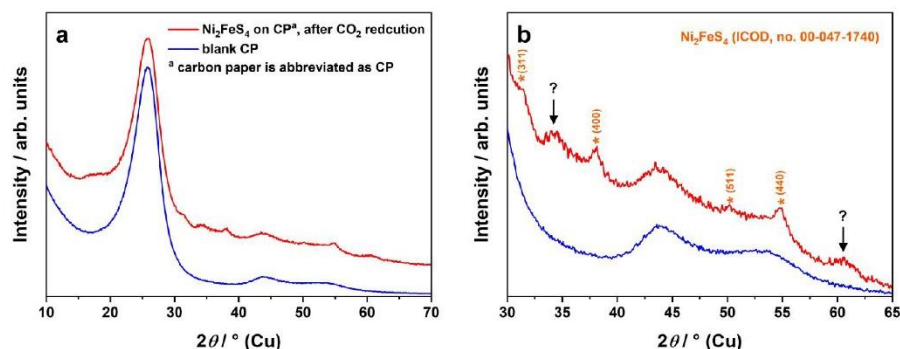 a
Ni₂FeS₄ on CPᵃ, after CO₂ redcution
blank CP
ᵃ carbon paper is abbreviated as CP
Intensity / arb. units
10 20 30 40 50 60 70
2θ / ° (Cu)
b
Ni₂FeS₄ (ICOD, no. 00-047-1740)
* (311)
?
* (400)
* (511)
* (440)
?
Intensity / arb. units
30 35 40 45 50 55 60 65
2θ / ° (Cu)